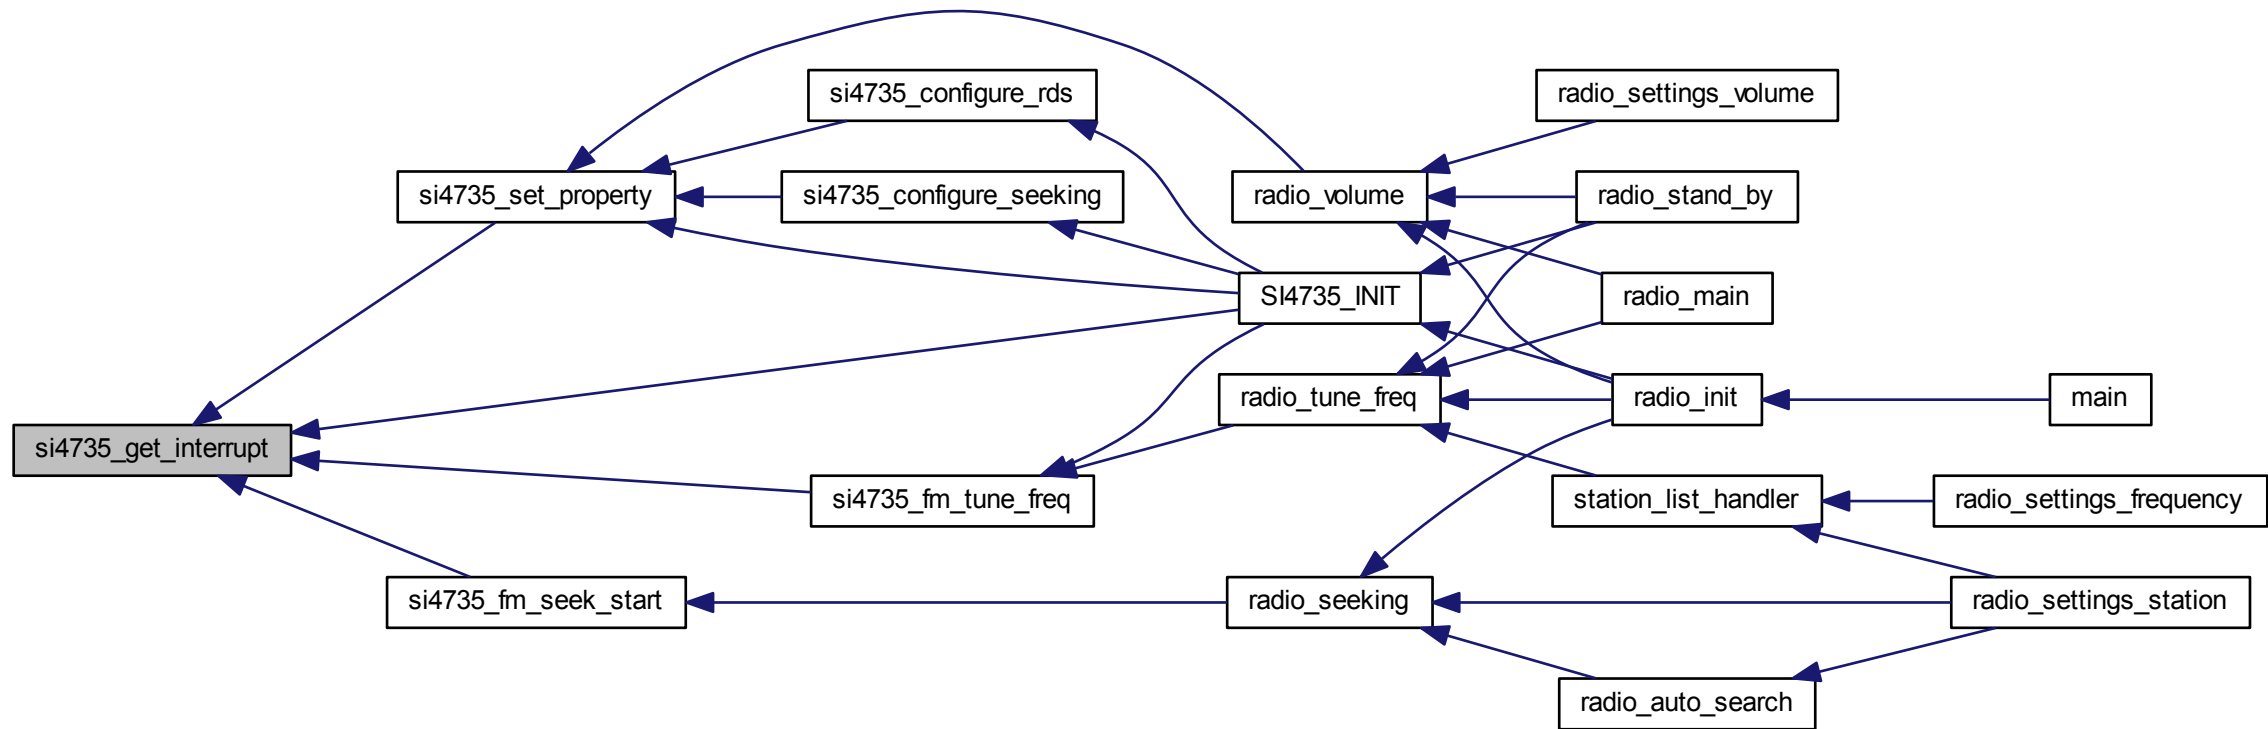 si4735_configure_rds
radio_settings_volume
si4735_set_property
si4735_configure_seeking
radio_volume
radio_stand_by
SI4735_INIT
radio_main
radio_tune_freq
radio_init
main
si4735_get_interrupt
si4735_fm_tune_freq
station_list_handler
radio_settings_frequency
si4735_fm_seek_start
radio_seeking
radio_settings_station
radio_auto_search